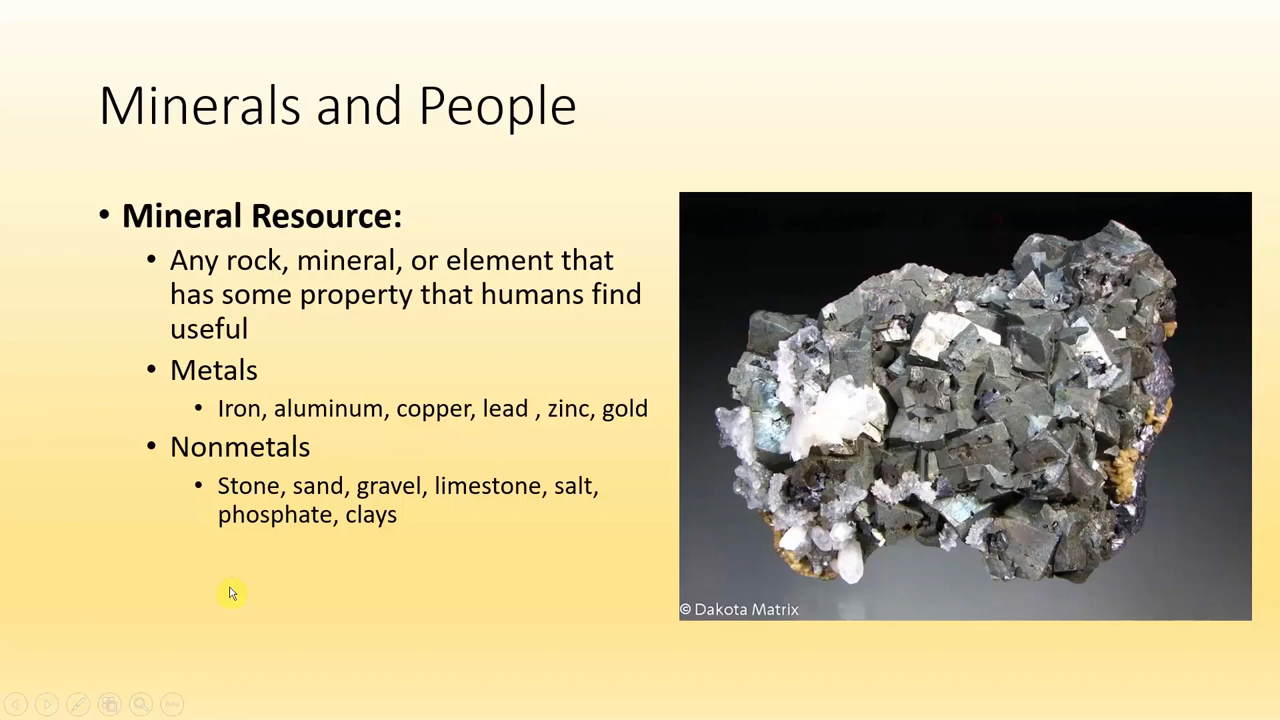 Minerals and People
• Mineral Resource:
• Any rock, mineral, or element that
has some property that humans find
useful
• Metals
• Iron, aluminum, copper, lead , zinc, gold
• Nonmetals
• Stone, sand, gravel, limestone, salt,
phosphate, clays
© Dakota Matrix